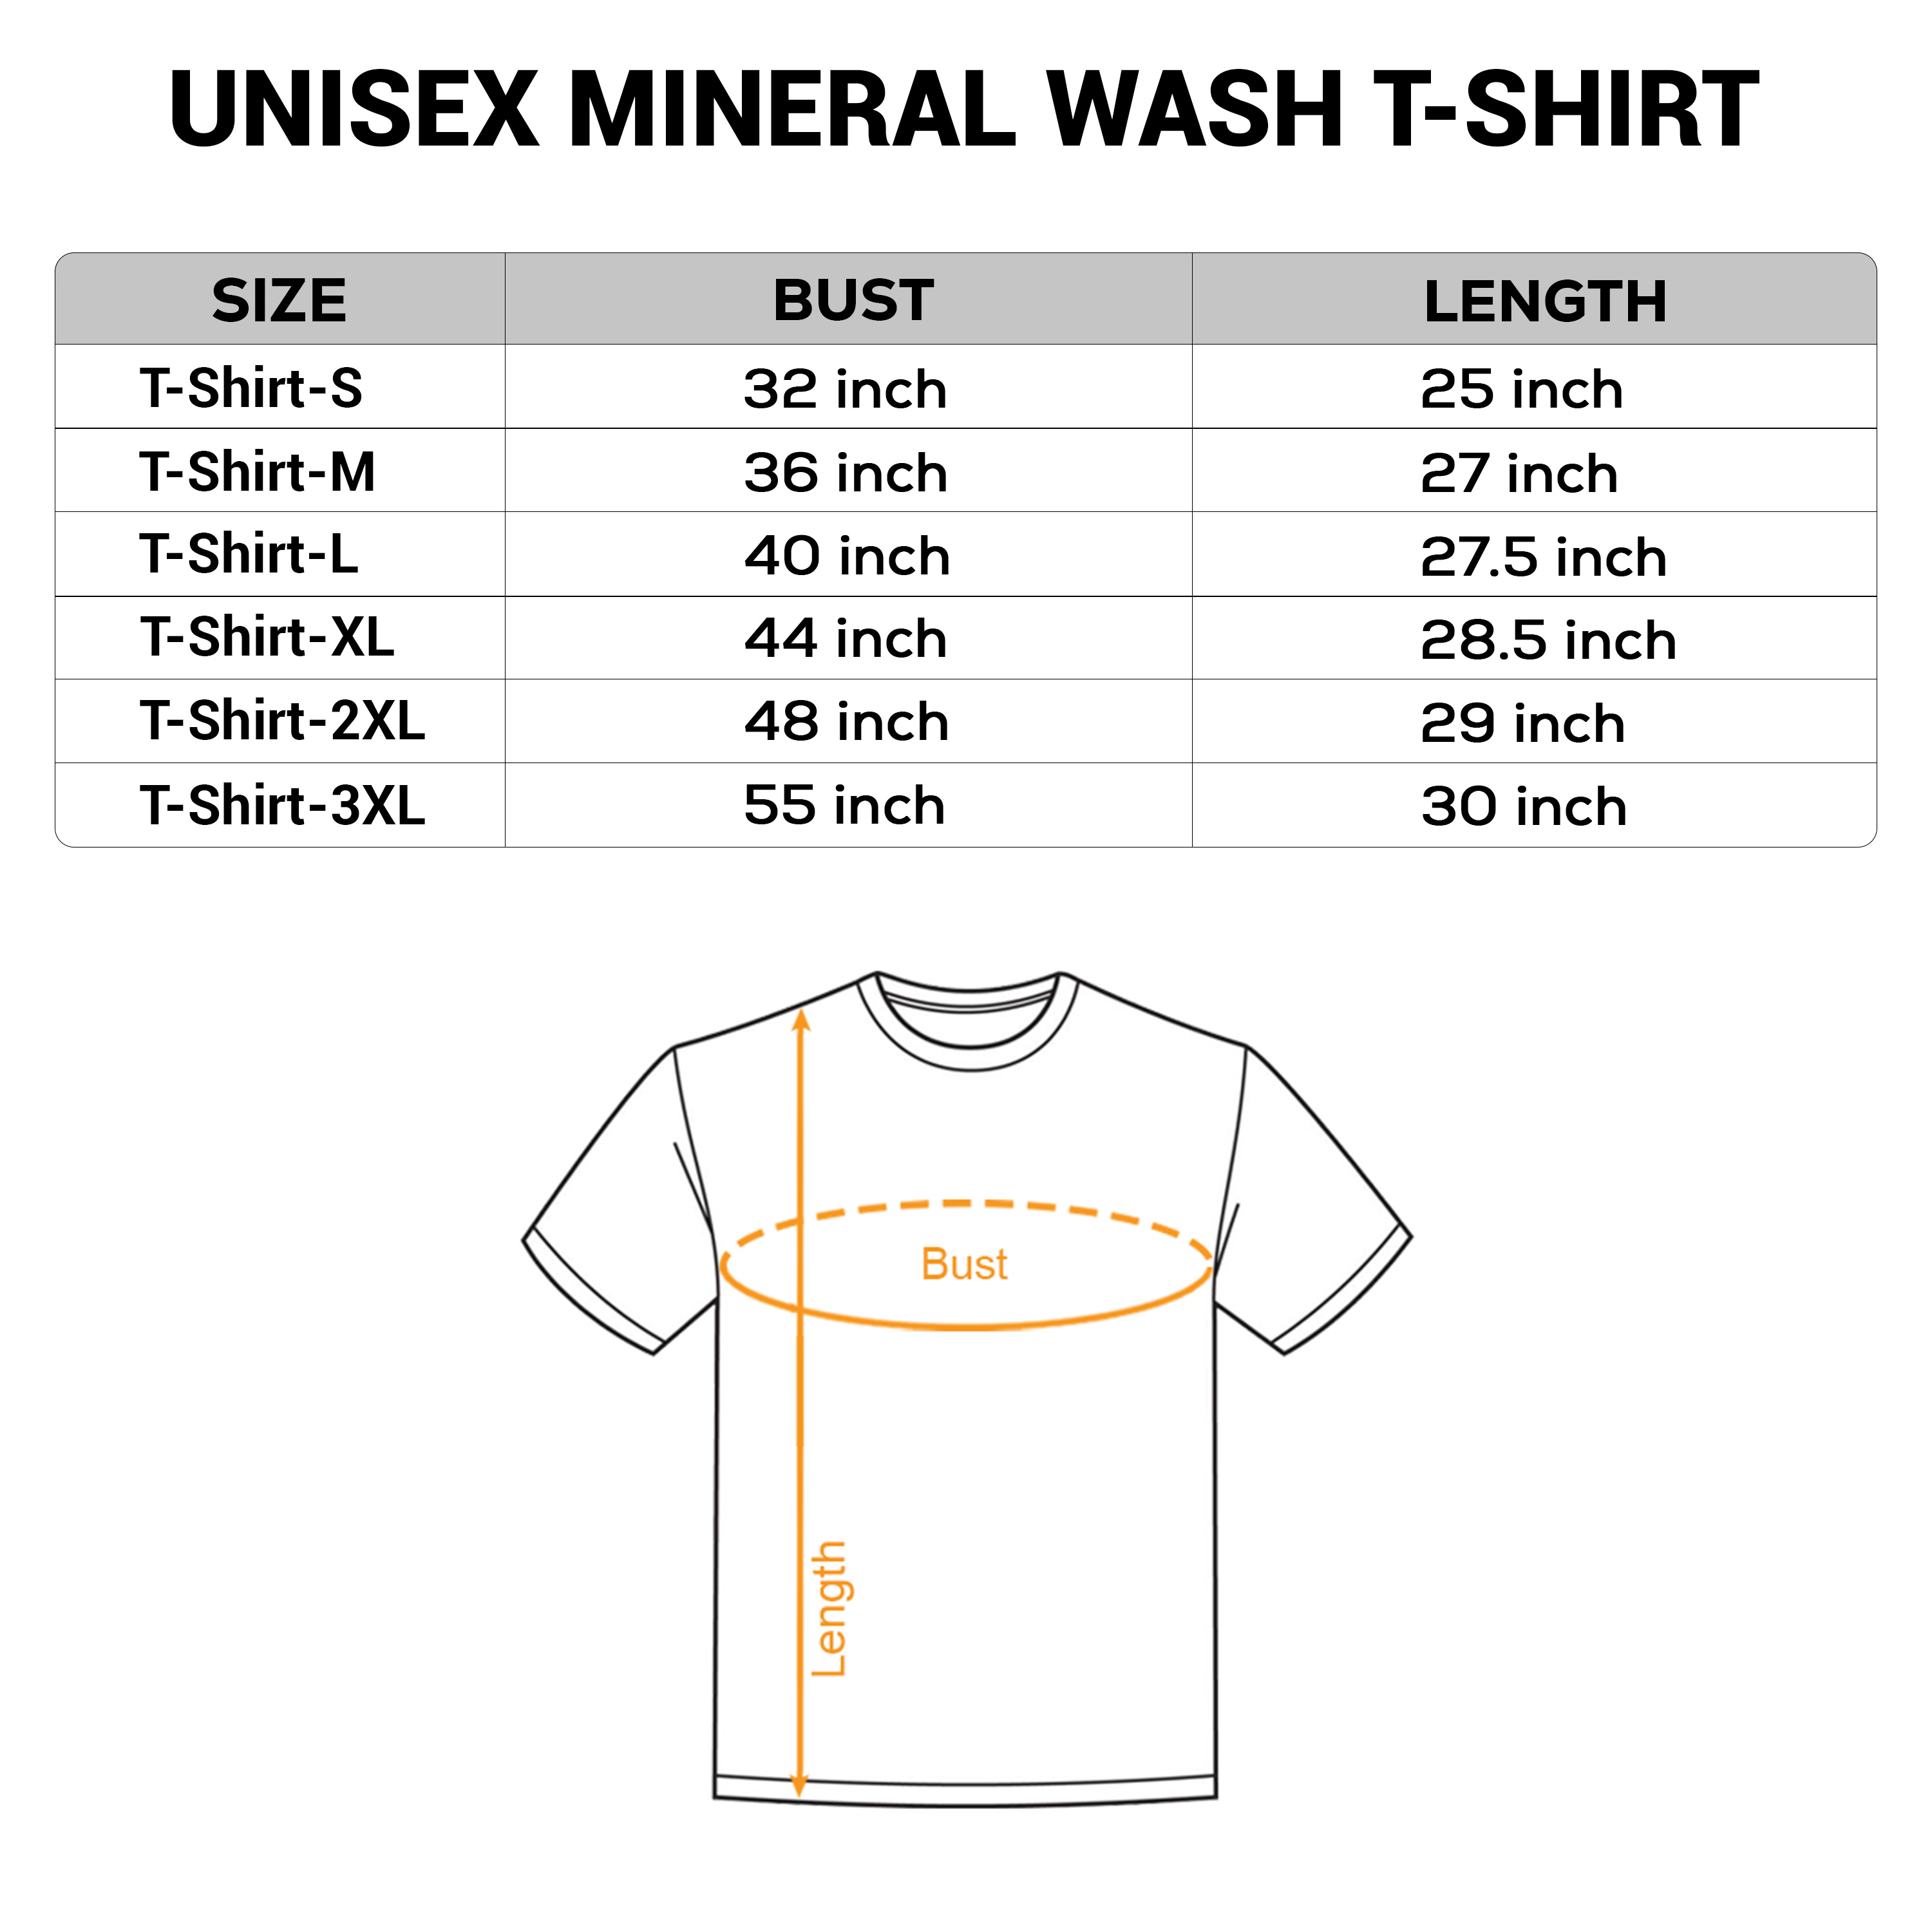 UNISEX MINERAL WASH T-SHIRT
SIZE BUST LENGTH
T-Shirt-S 32 inch 25 inch
T-Shirt-M 36 inch 27 inch
T-Shirt-L 40 inch 27.5 inch
T-Shirt-XL 44 inch 28.5 inch
T-Shirt-2XL 48 inch 29 inch
T-Shirt-3XL 55 inch 30 inch
Bust
Length